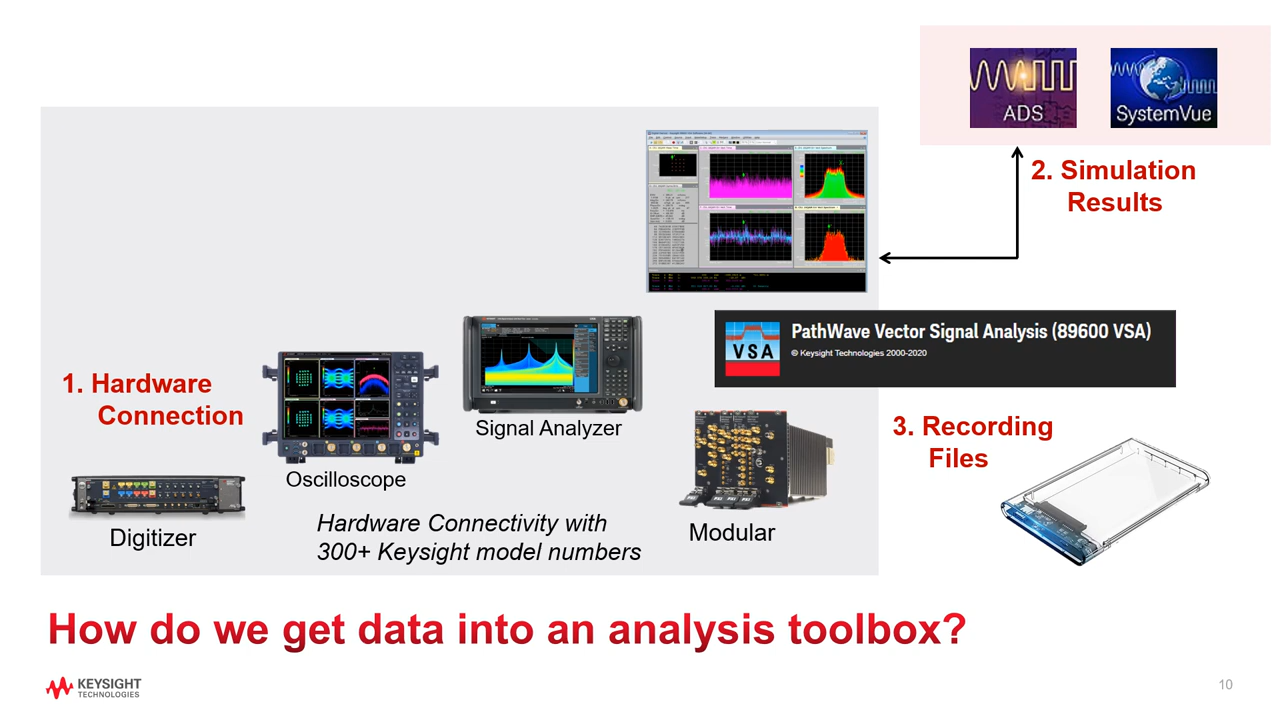 ADS
SystemVue
2. Simulation
Results
PathWave Vector Signal Analysis (89600 VSA)
VSA
© Keysight Technologies 2000-2020
1. Hardware
Connection
Signal Analyzer
Oscilloscope
Digitizer
Hardware Connectivity with
300+ Keysight model numbers
Modular
3. Recording
Files
How do we get data into an analysis toolbox?
KEYSIGHT
TECHNOLOGIES
10